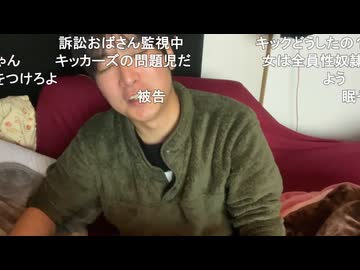 訴訟おばさん監視中
キックどうしたの？
ゃん
キッカーズの問題児だ
女は全員性奴隷
をつけろよ
よう
被告
眠